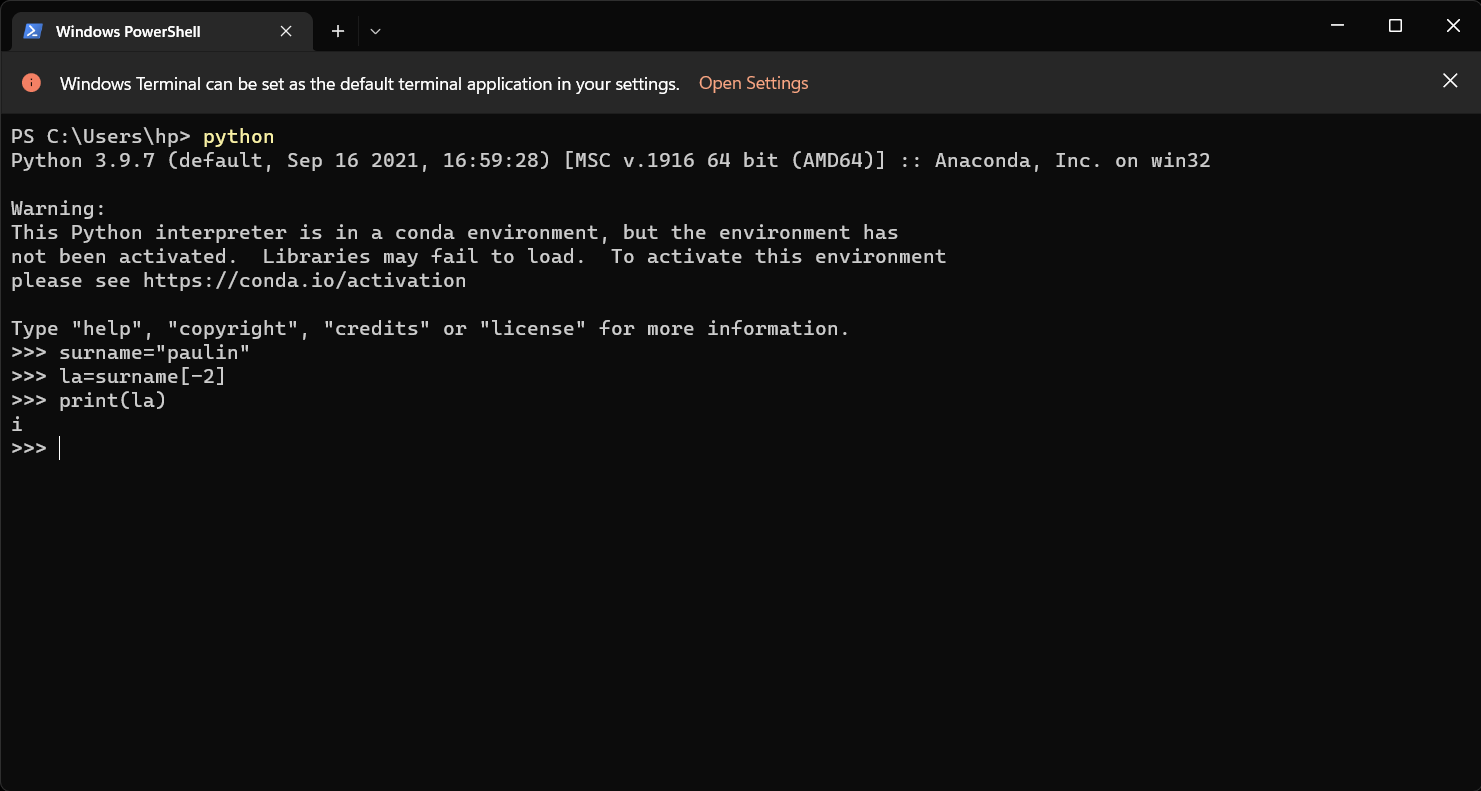 Windows PowerShell
Windows Terminal can be set as the default terminal application in your settings. Open Settings
PS C:\Users\hp> python
Python 3.9.7 (default, Sep 16 2021, 16:59:28) [MSC v.1916 64 bit (AMD64)] :: Anaconda, Inc. on win32
Warning:
This Python interpreter is in a conda environment, but the environment has
not been activated.  Libraries may fail to load.  To activate this environment
please see https://conda.io/activation
Type "help", "copyright", "credits" or "license" for more information.
>>> surname="paulin"
>>> la=surname[-2]
>>> print(la)
i
>>>